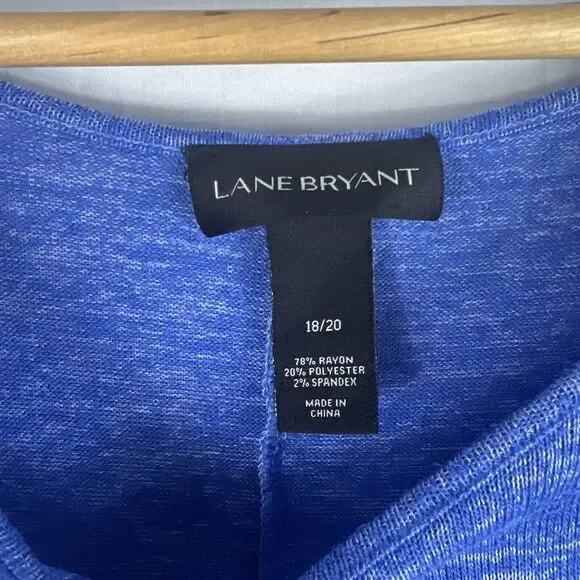 LANE BRYANT
18/20
78% RAYON
20% POLYESTER
2% SPANDEX
MADE IN
CHINA